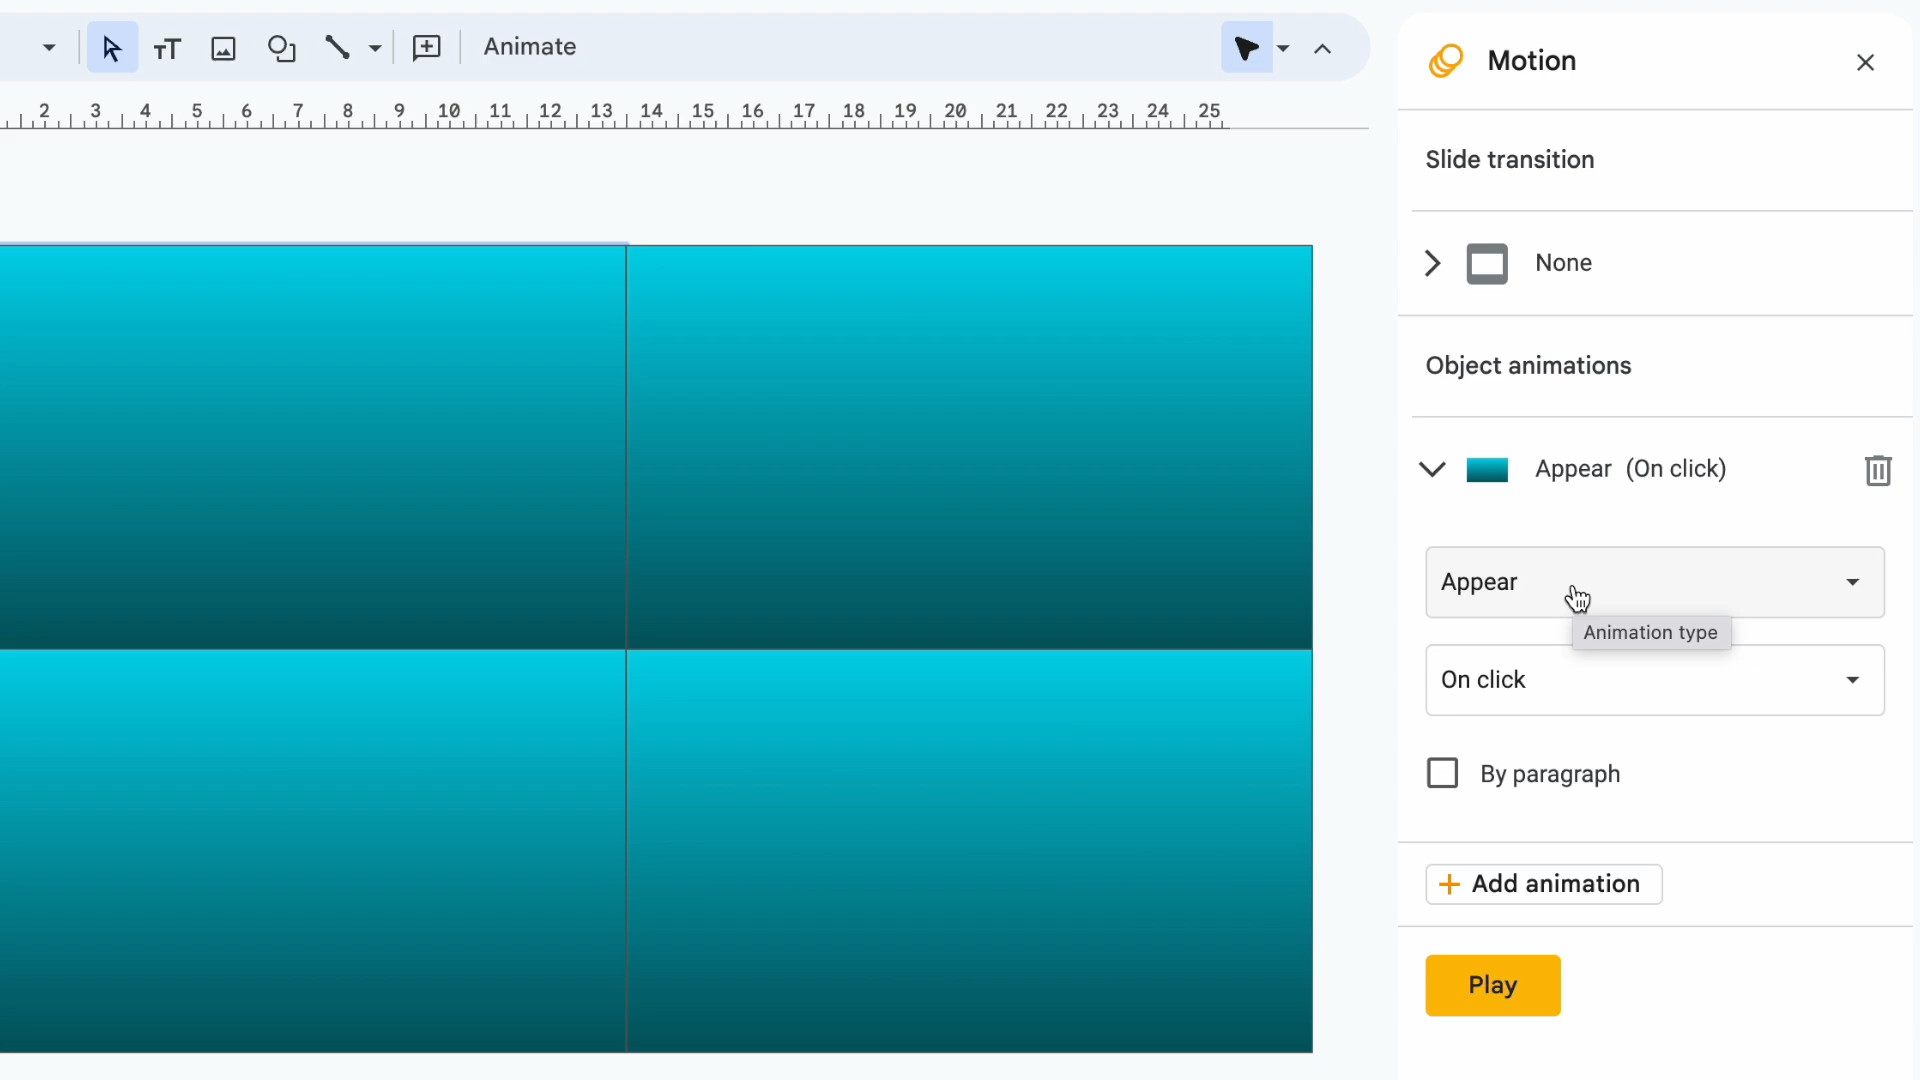 Animate
2 3 4 5 6 7 8 9 10 11 12 13 14 15 16 17 18 19 20 21 22 23 24 25
Motion
Slide transition
None
Object animations
Appear (On click)
Appear
Animation type
On click
By paragraph
Add animation
Play